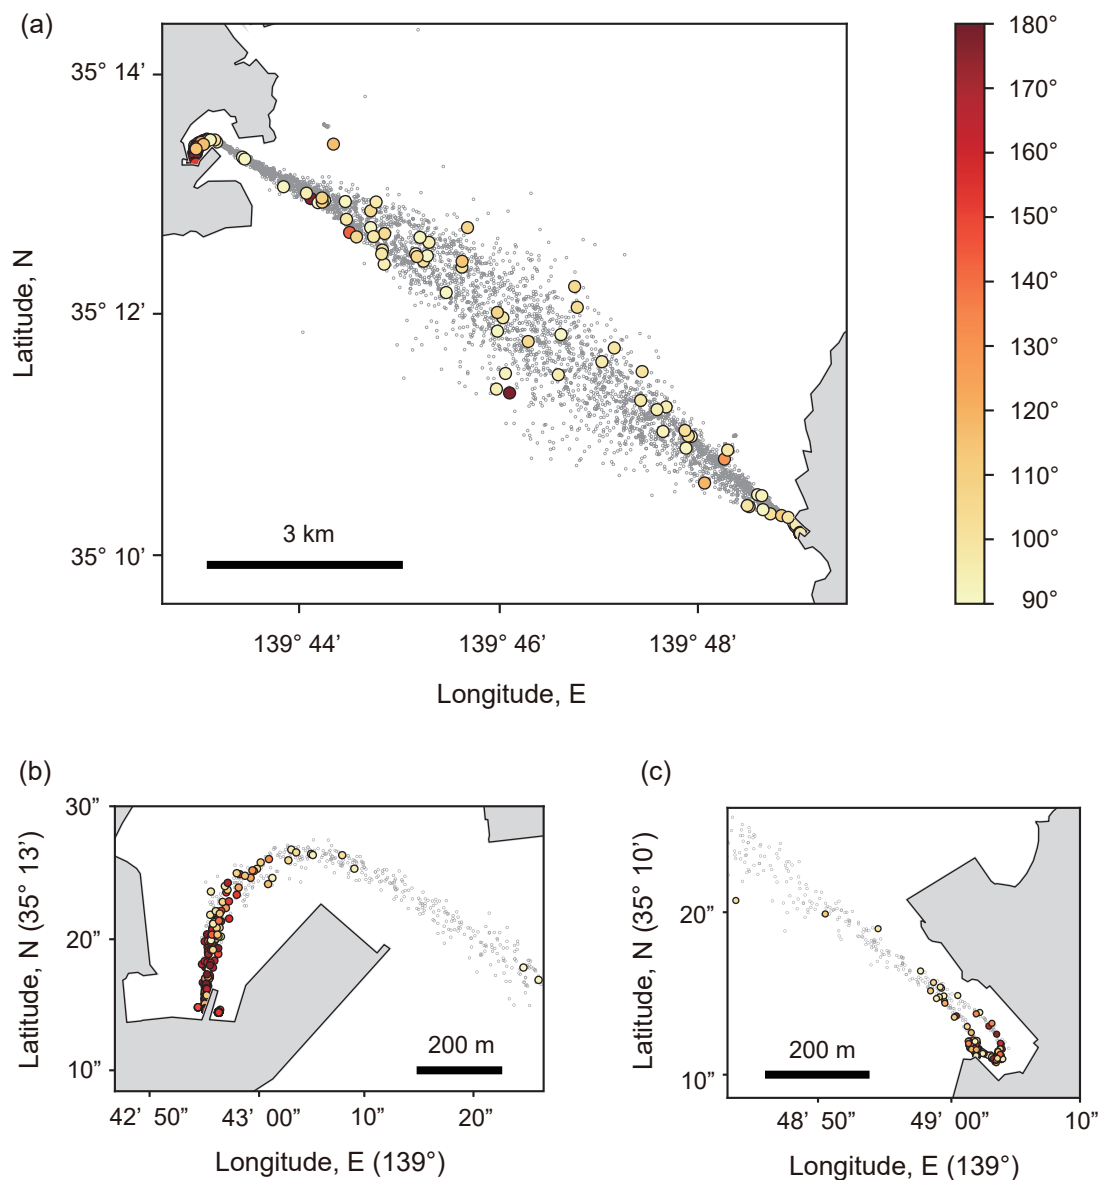 (a)
35° 14’
35° 12’
35° 10’
Latitude, N
3 km
139° 44’ 139° 46’ 139° 48’
Longitude, E
180°
170°
160°
150°
140°
130°
120°
110°
100°
90°
(b)
30”
20”
10”
Latitude, N (35° 13’)
200 m
42’ 50” 43’ 00” 10” 20”
Longitude, E (139°)
(c)
20”
10”
Latitude, N (35° 10’)
200 m
48’ 50” 49’ 00” 10”
Longitude, E (139°)